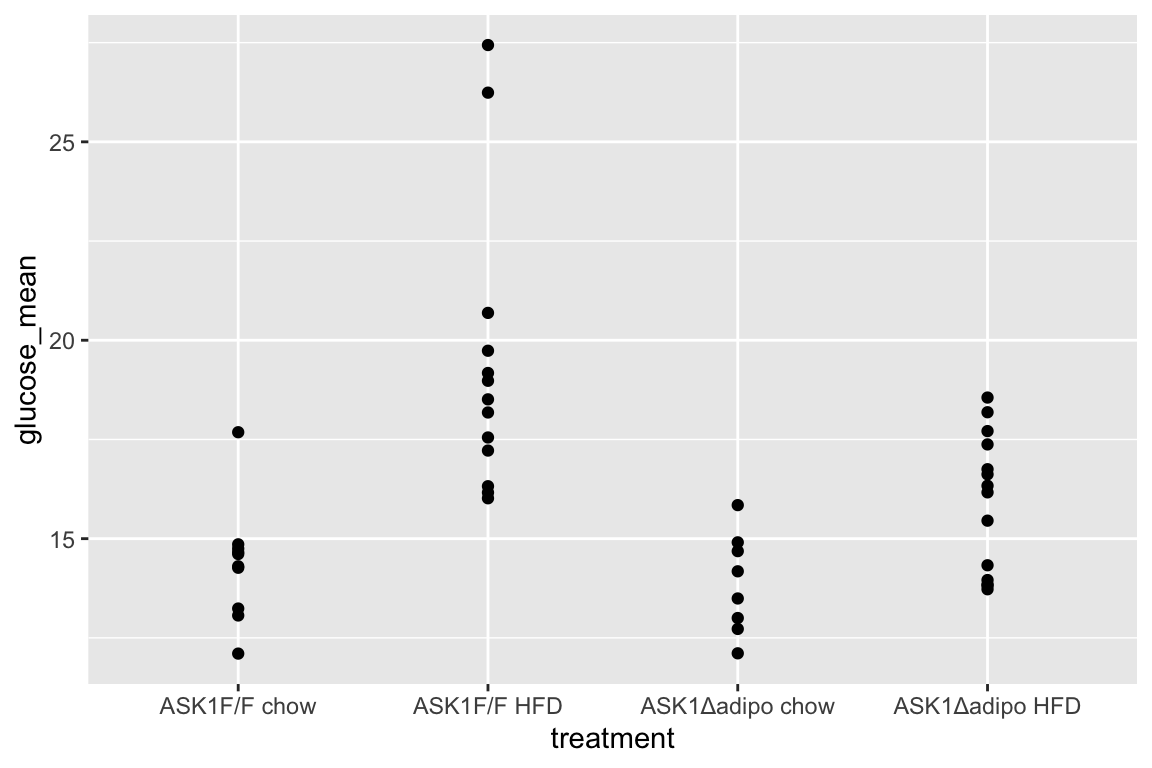 glucose_mean
25
20
15
ASK1F/F chow ASK1F/F HFD ASK1Δadipo chow ASK1Δadipo HFD
treatment